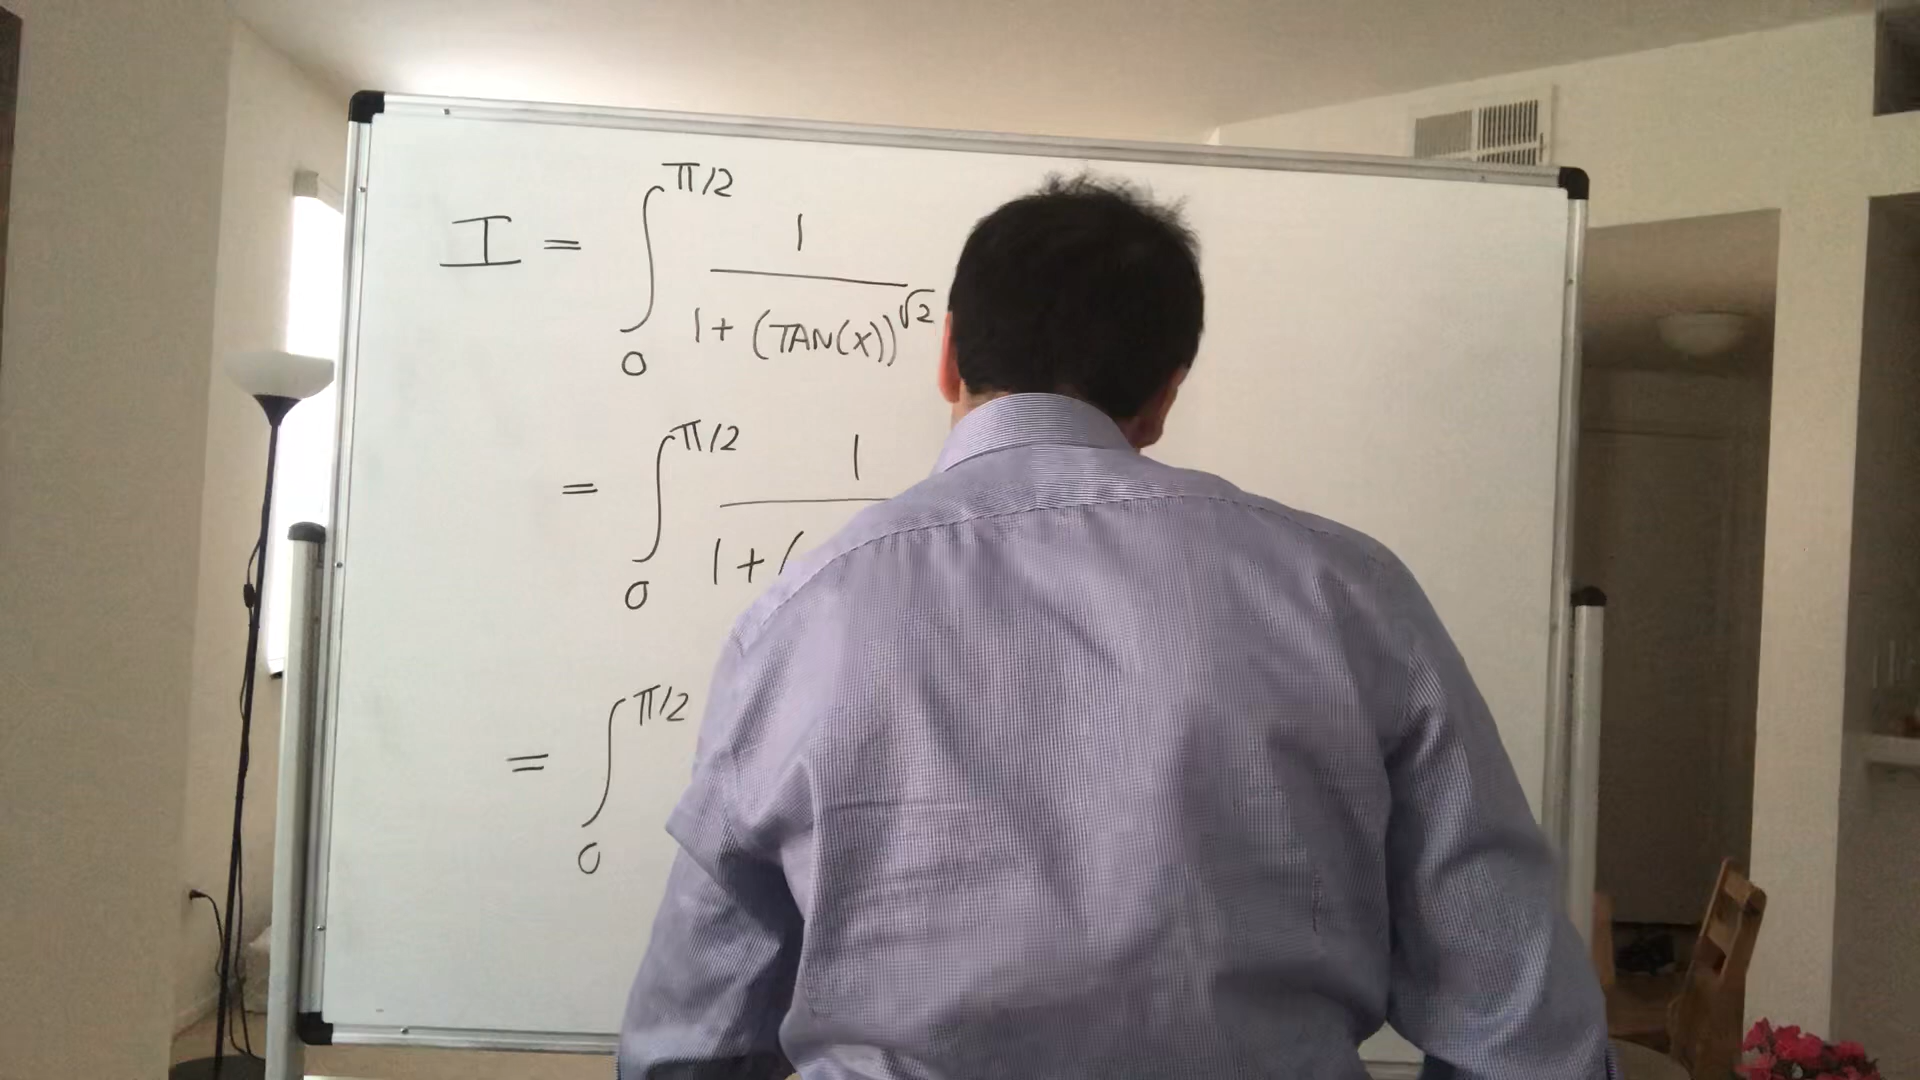 I = ∫₀^π/2 1 / 1 + (TAN(X))^√2
= ∫₀^π/2 1 / 1 + (
= ∫₀^π/2